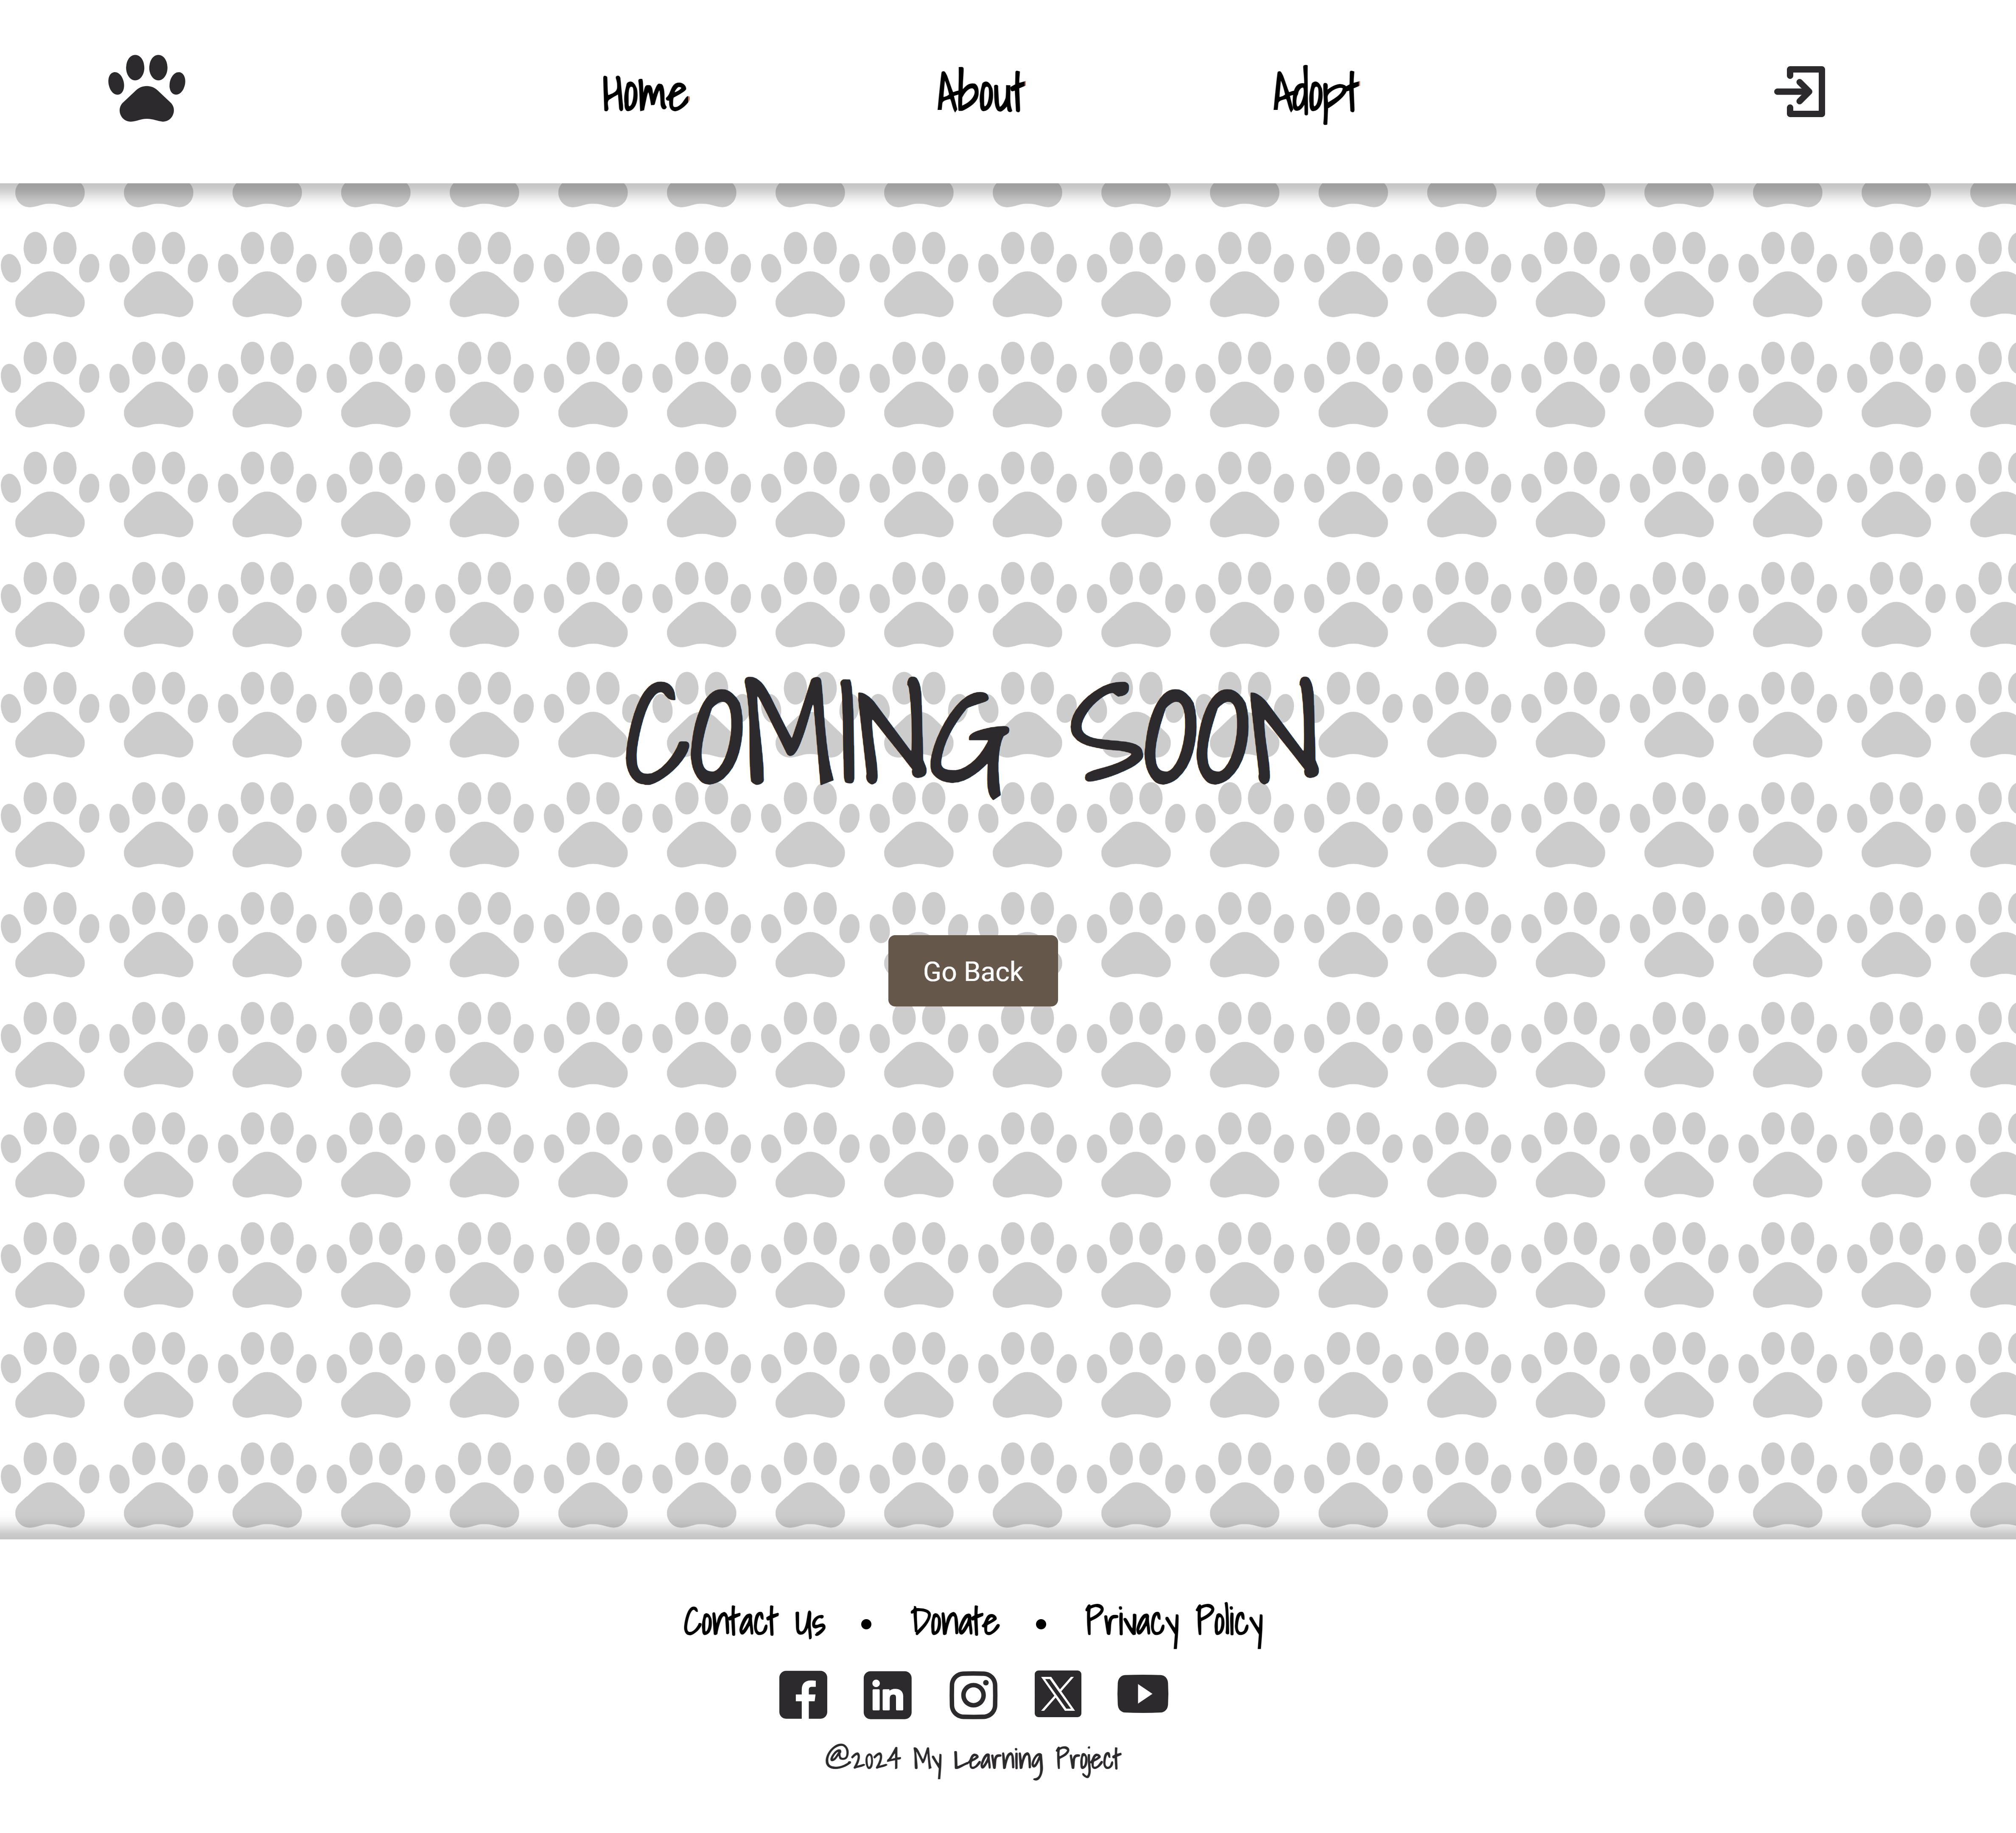 Home About Adopt
COMING SOON
Go Back
Contact Us • Donate • Privacy Policy
@2024 My Learning Project